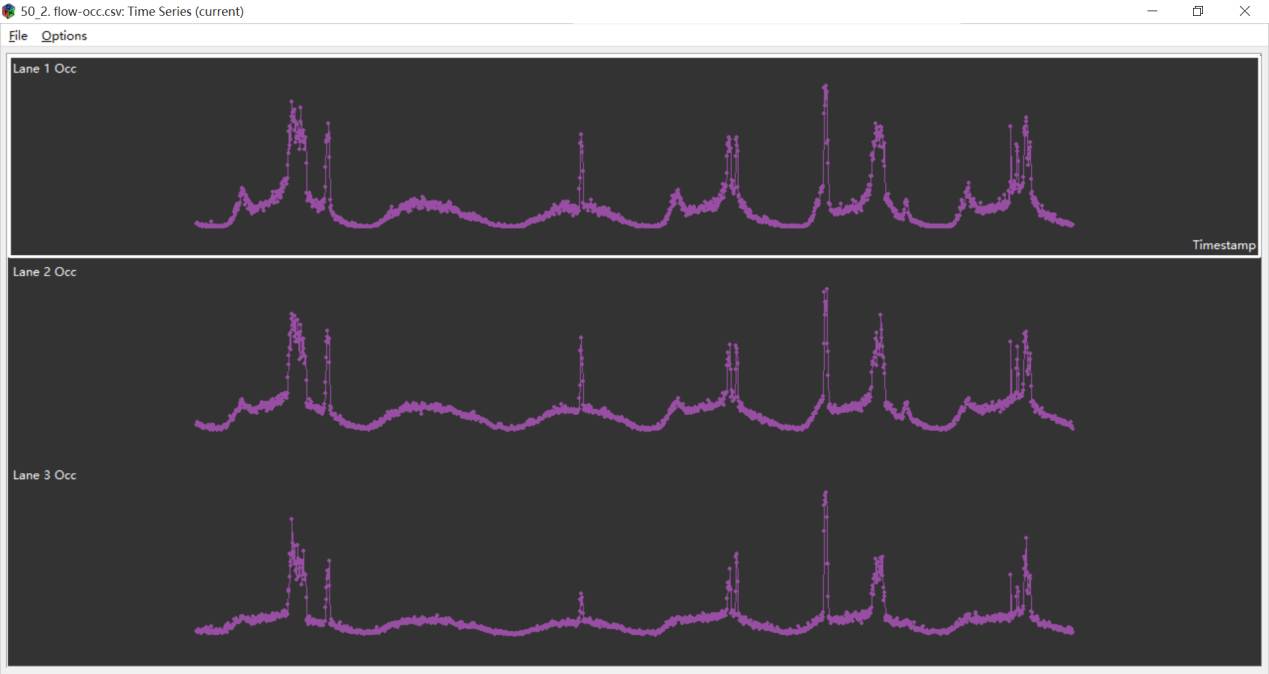 50_2. flow-occ.csv: Time Series (current)
File Options
Lane 1 Occ
Timestamp
Lane 2 Occ
Lane 3 Occ